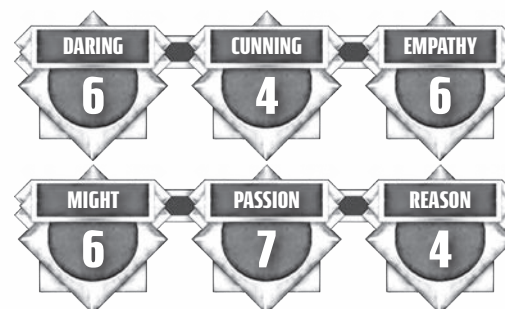 DARING CUNNING EMPATHY
6 4 6
MIGHT PASSION REASON
6 7 4